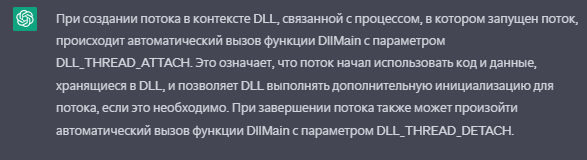 При создании потока в контексте DLL, связанной с процессом, в котором запущен поток,
происходит автоматический вызов функции DllMain с параметром
DLL_THREAD_ATTACH. Это означает, что поток начал использовать код и данные,
хранящиеся в DLL, и позволяет DLL выполнять дополнительную инициализацию для
потока, если это необходимо. При завершении потока также может произойти
автоматический вызов функции DllMain с параметром DLL_THREAD_DETACH.